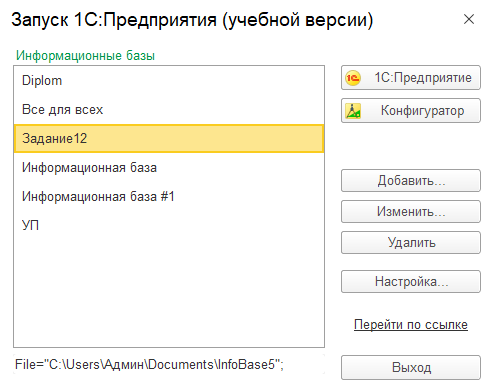 Запуск 1С:Предприятия (учебной версии)
Информационные базы
Diplom
Все для всех
Задание12
Информационная база
Информационная база #1
УП
1С:Предприятие
Конфигуратор
Добавить...
Изменить...
Удалить
Настройка...
Перейти по ссылке
File="C:\Users\Админ\Documents\InfoBase5";
Выход